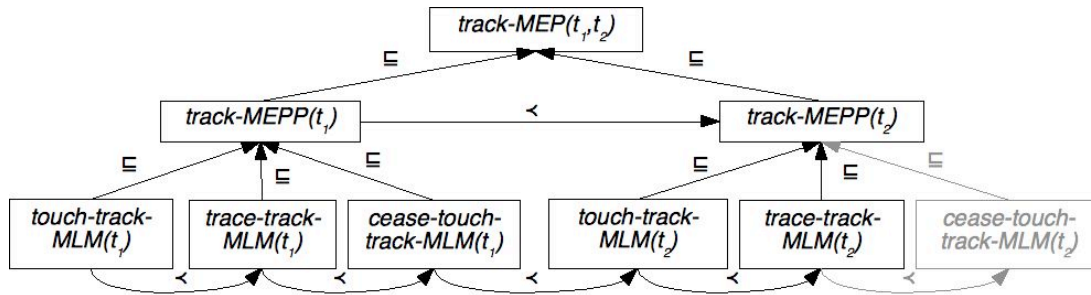 track-MEP(t₁,t₂)
⊑ ⊑
track-MEPP(t₁) ≺ track-MEPP(t₂)
⊑ ⊑ ⊑ ⊑ ⊑ ⊑
touch-track- trace-track- cease-touch- touch-track- trace-track- cease-touch-
MLM(t₁) MLM(t₁) track-MLM(t₁) MLM(t₂) MLM(t₂) track-MLM(t₂)
≺ ≺ ≺ ≺ ≺